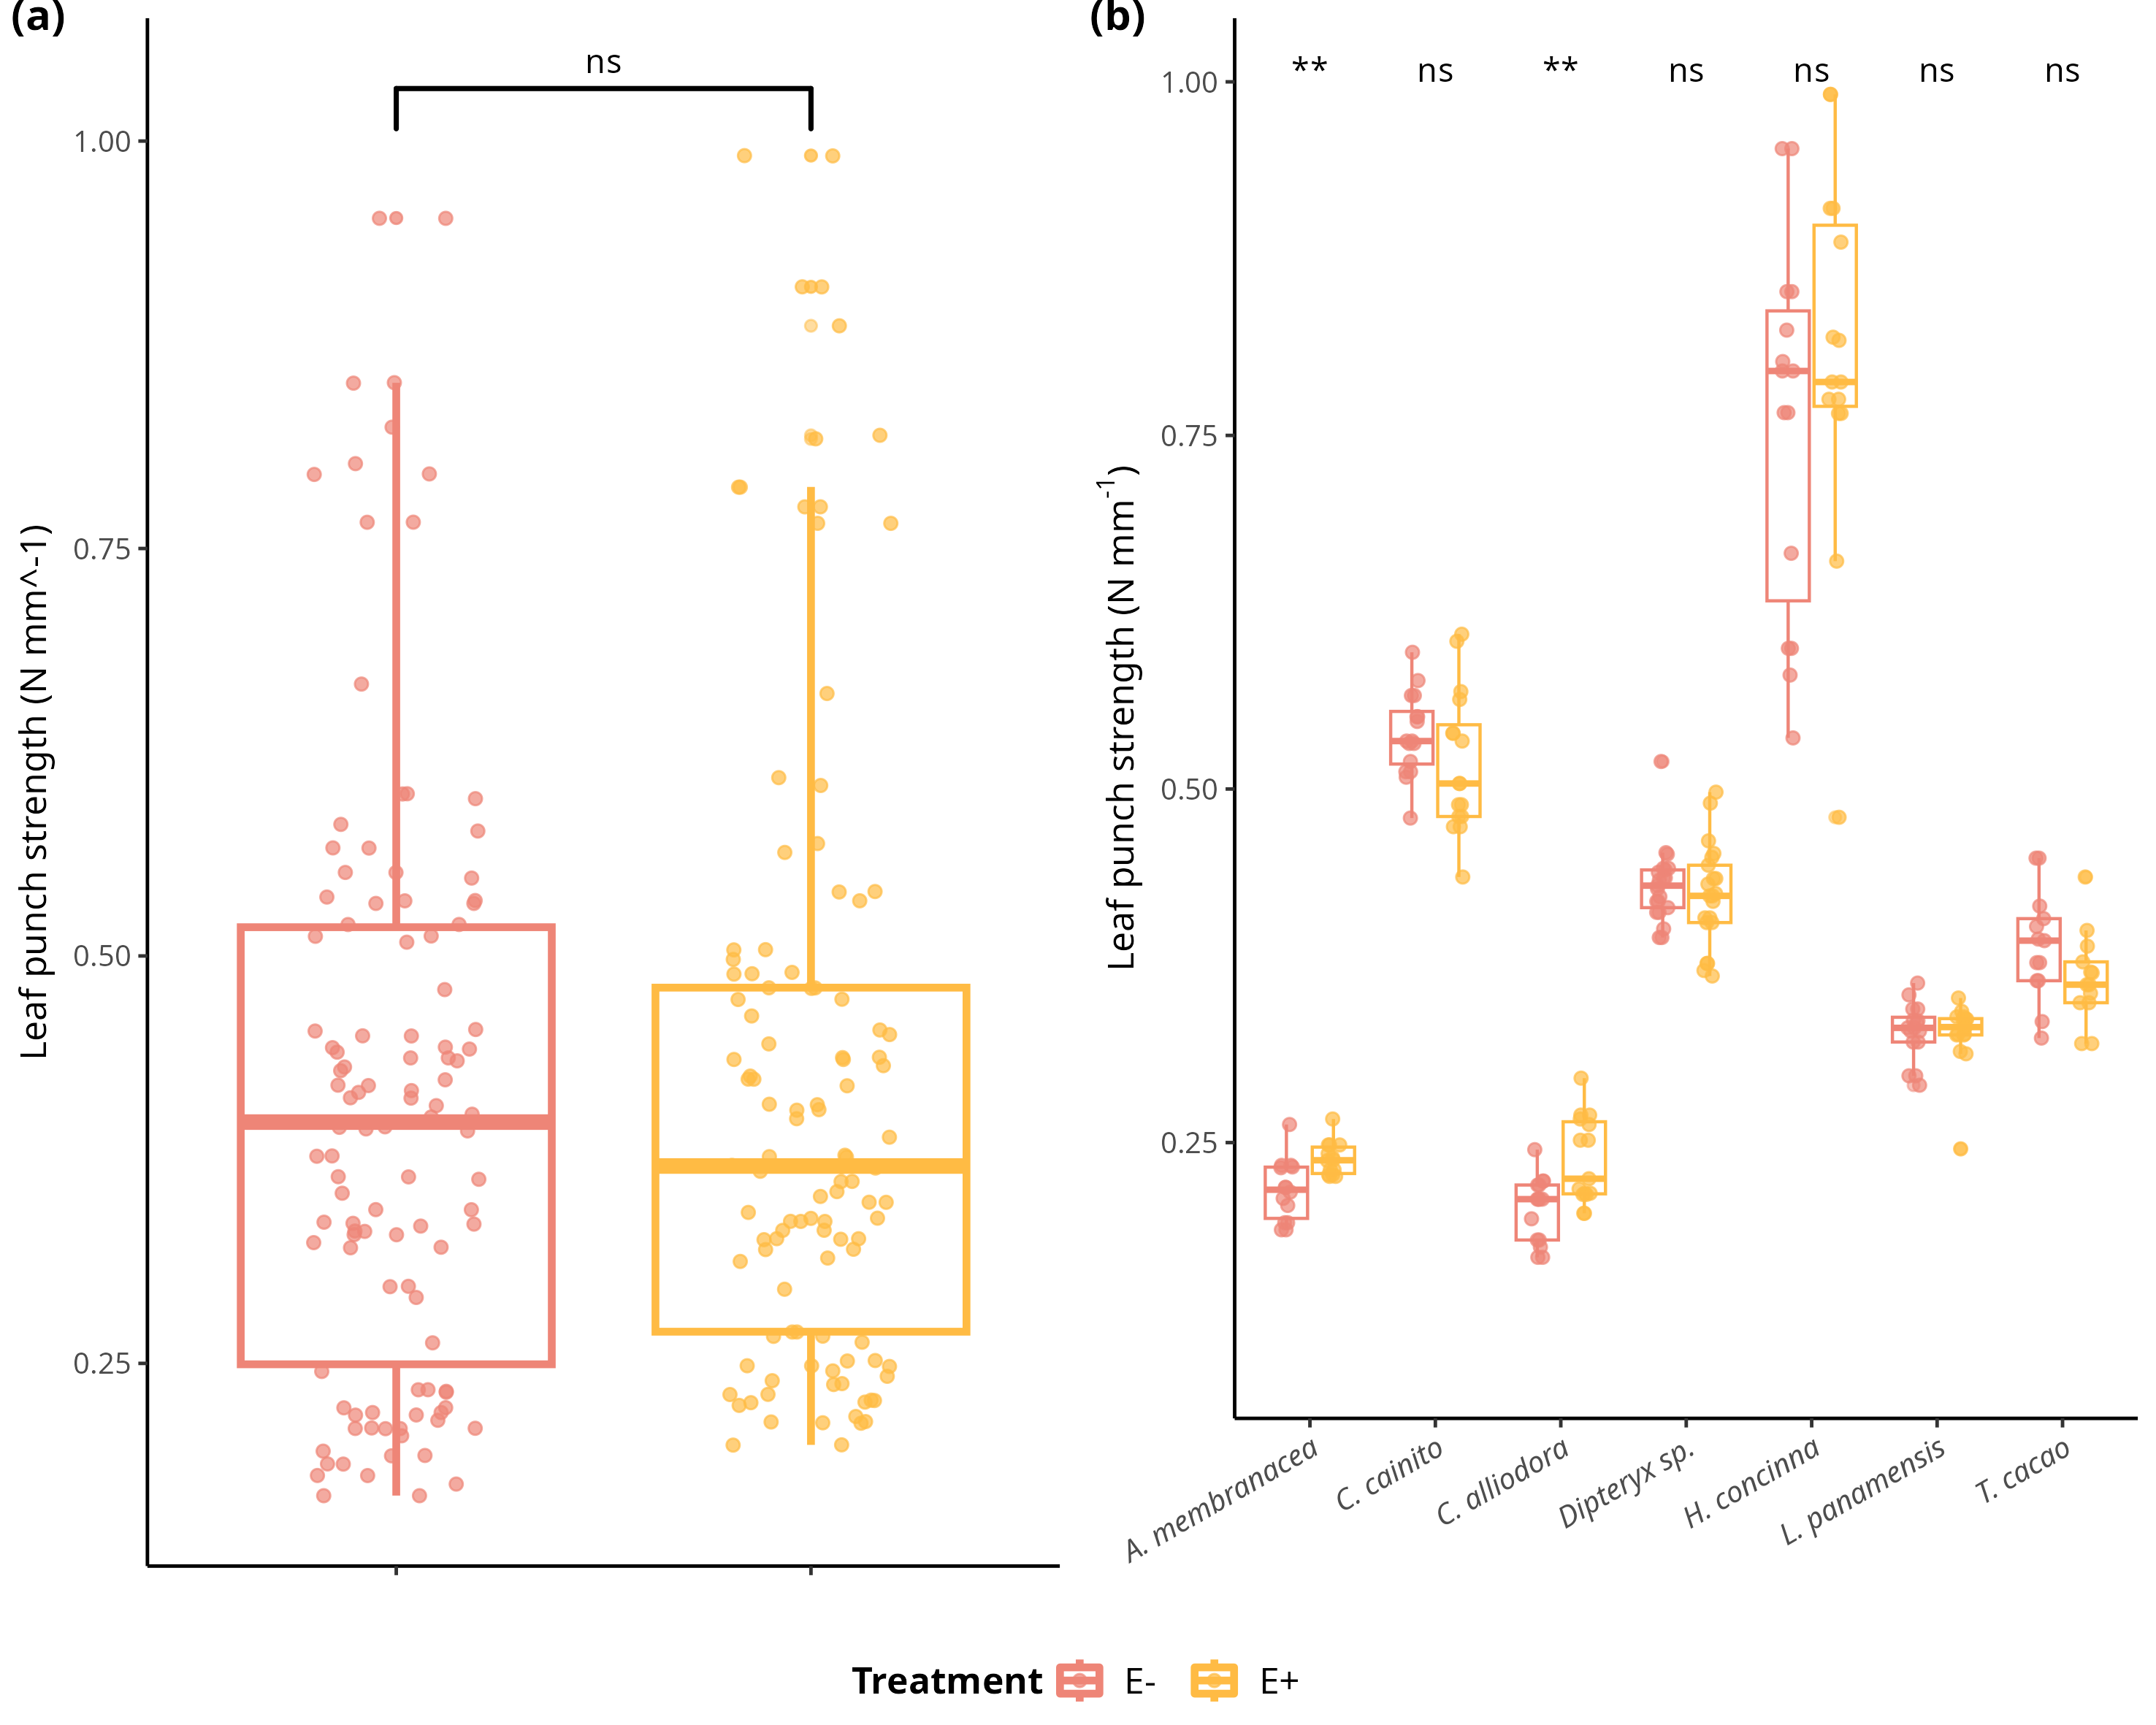 (a)
ns
1.00
0.75
0.50
0.25
Leaf punch strength (N mm^-1)
(b)
** ns ** ns ns ns ns
1.00
0.75
0.50
0.25
Leaf punch strength (N mm-1)
A. membranacea
C. cainito
C. alliodora
Dipteryx sp.
H. concinna
L. panamensis
T. cacao
Treatment E- E+